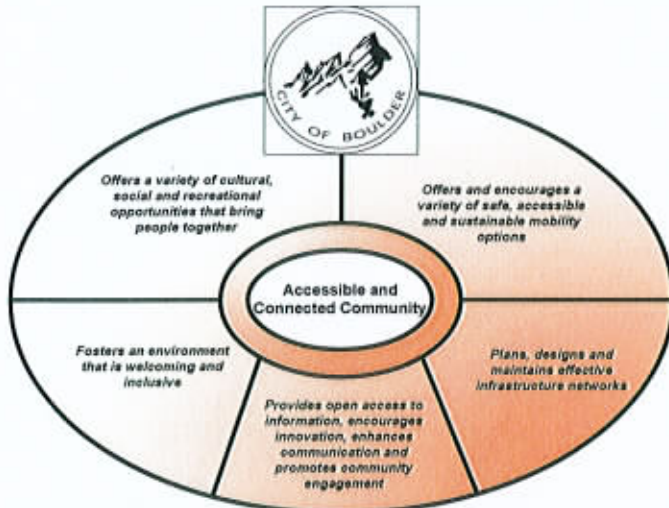 CITY OF BOULDER
Offers a variety of cultural,
social and recreational
opportunities that bring
people together
Offers and encourages a
variety of safe, accessible
and sustainable mobility
options
Accessible and
Connected Community
Fosters an environment
that is welcoming and
inclusive
Plans, designs and
maintains effective
infrastructure networks
Provides open access to
information, encourages
innovation, enhances
communication and
promotes community
engagement